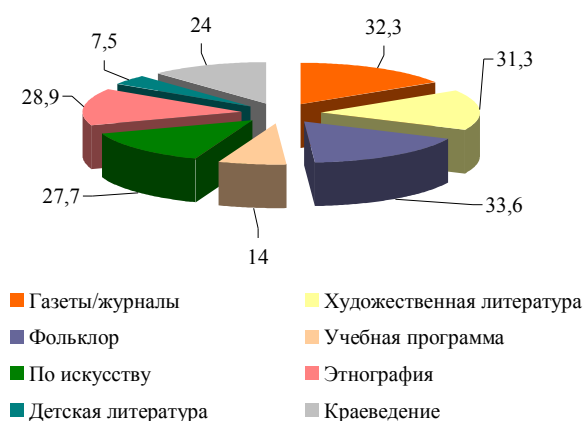 24
32,3
7,5
31,3
28,9
27,7
33,6
14
Газеты/журналы
Художественная литература
Фольклор
Учебная программа
По искусству
Этнография
Детская литература
Краеведение